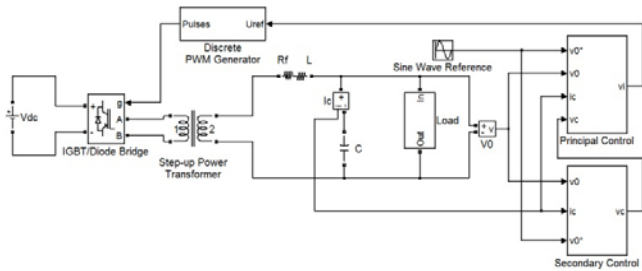 Pulses
Uref
Discrete
PWM Generator
Sine Wave Reference
Rf
L
v0*
v0
ic
vc
vi
Principal Control
Vdc
+
-
g
A
B
IGBT/Diode Bridge
1
2
Step-up Power
Transformer
Ic
+
-
C
In
Load
Out
+
-
v
V0
v0
ic
v0*
vc
Secondary Control